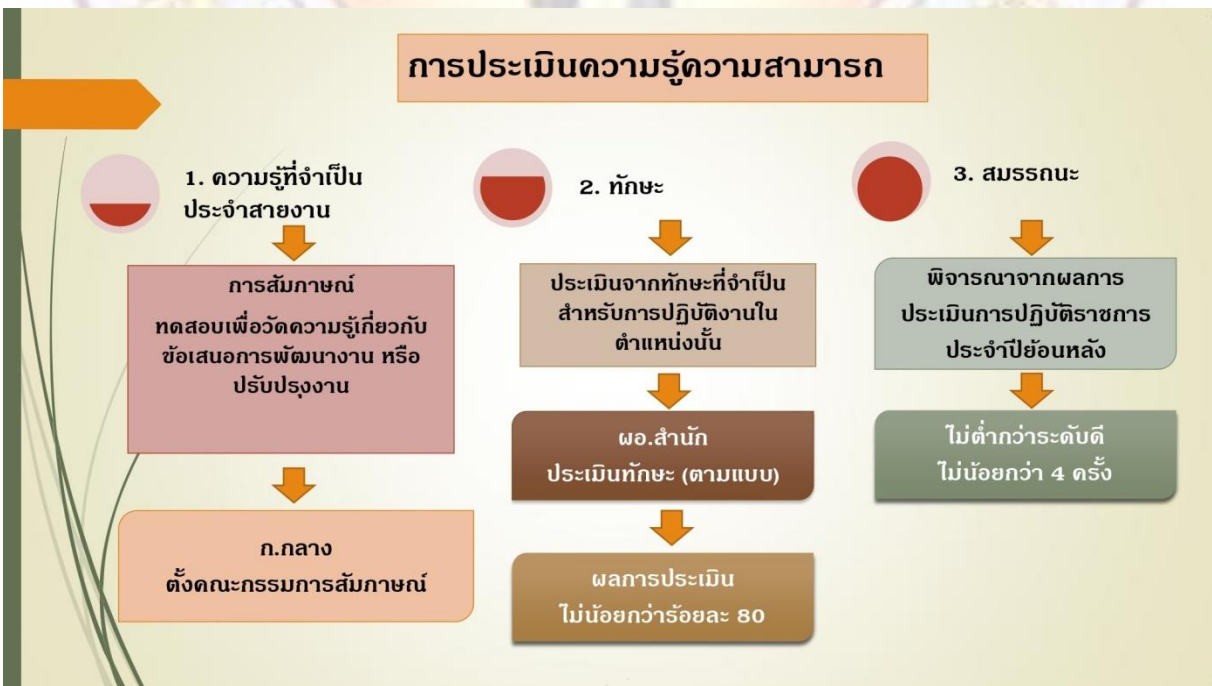 การประเมินความรู้ความสามารถ
1. ความรู้ที่จำเป็น
ประจำสายงาน
การสัมภาษณ์
ทดสอบเพื่อวัดความรู้เกี่ยวกับ
ข้อเสนอการพัฒนางาน หรือ
ปรับปรุงงาน
ก.กลาง
ตั้งคณะกรรมการสัมภาษณ์
2. ทักษะ
ประเมินจากทักษะที่จำเป็น
สำหรับการปฏิบัติงานใน
ตำแหน่งนั้น
ผอ.สำนัก
ประเมินทักษะ (ตามแบบ)
ผลการประเมิน
ไม่น้อยกว่าร้อยละ 80
3. สมรรถนะ
พิจารณาจากผลการ
ประเมินการปฏิบัติราชการ
ประจำปีย้อนหลัง
ไม่ต่ำกว่าระดับดี
ไม่น้อยกว่า 4 ครั้ง